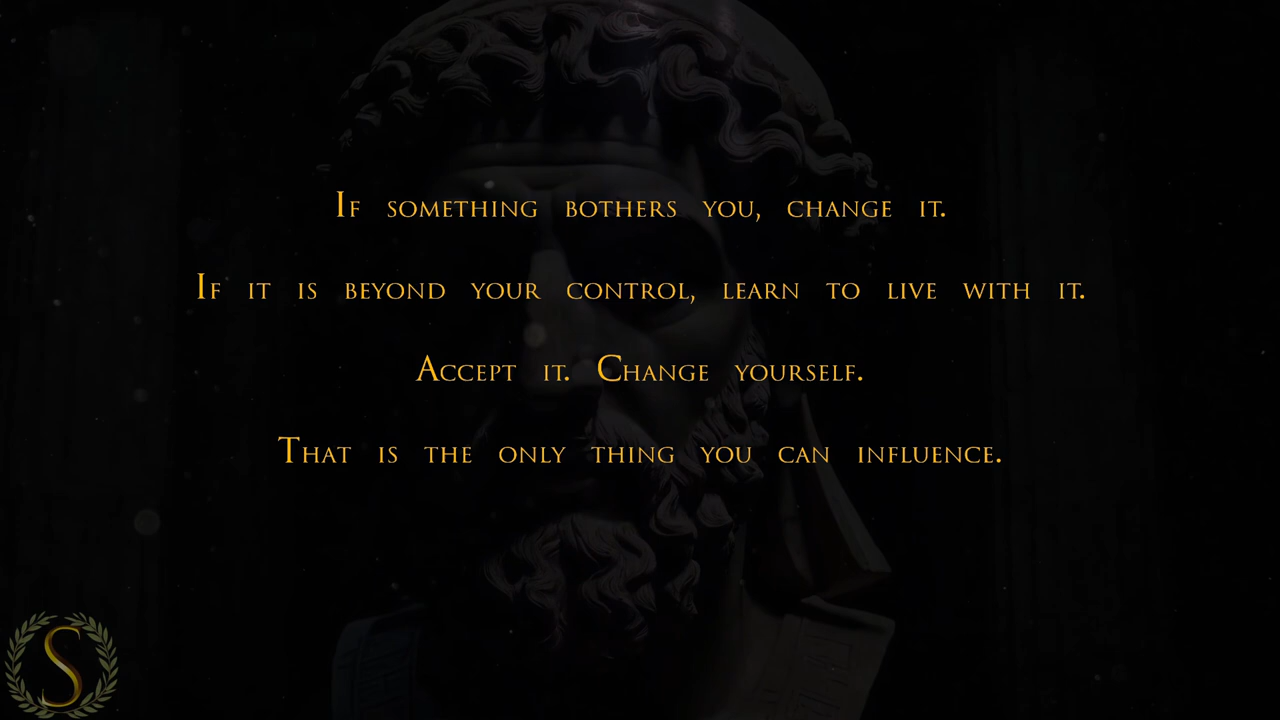 If something bothers you, change it.
If it is beyond your control, learn to live with it.
Accept it. Change yourself.
That is the only thing you can influence.
S